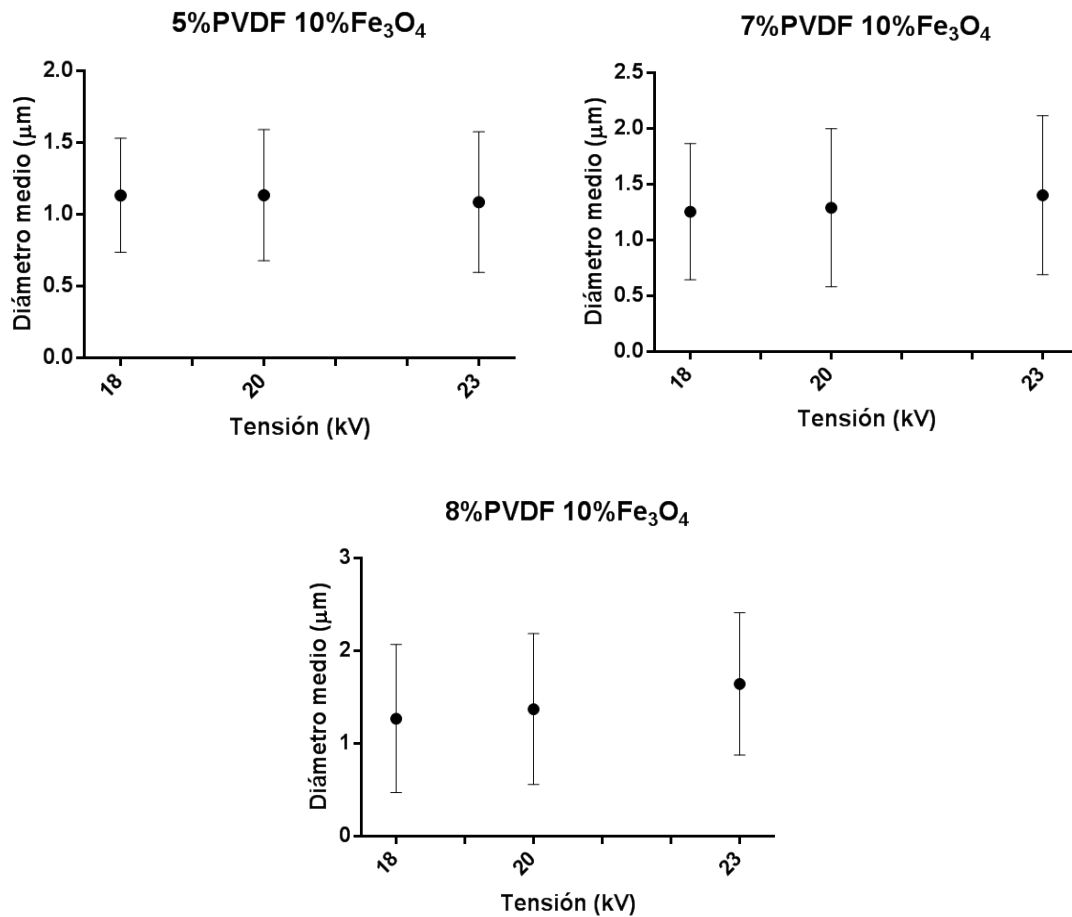 5%PVDF 10%Fe₃O₄
Diámetro medio (μm)
2.0
1.5
1.0
0.5
0.0
18
20
23
Tensión (kV)
7%PVDF 10%Fe₃O₄
Diámetro medio (μm)
2.5
2.0
1.5
1.0
0.5
0.0
18
20
23
Tensión (kV)
8%PVDF 10%Fe₃O₄
Diámetro medio (μm)
3
2
1
0
18
20
23
Tensión (kV)